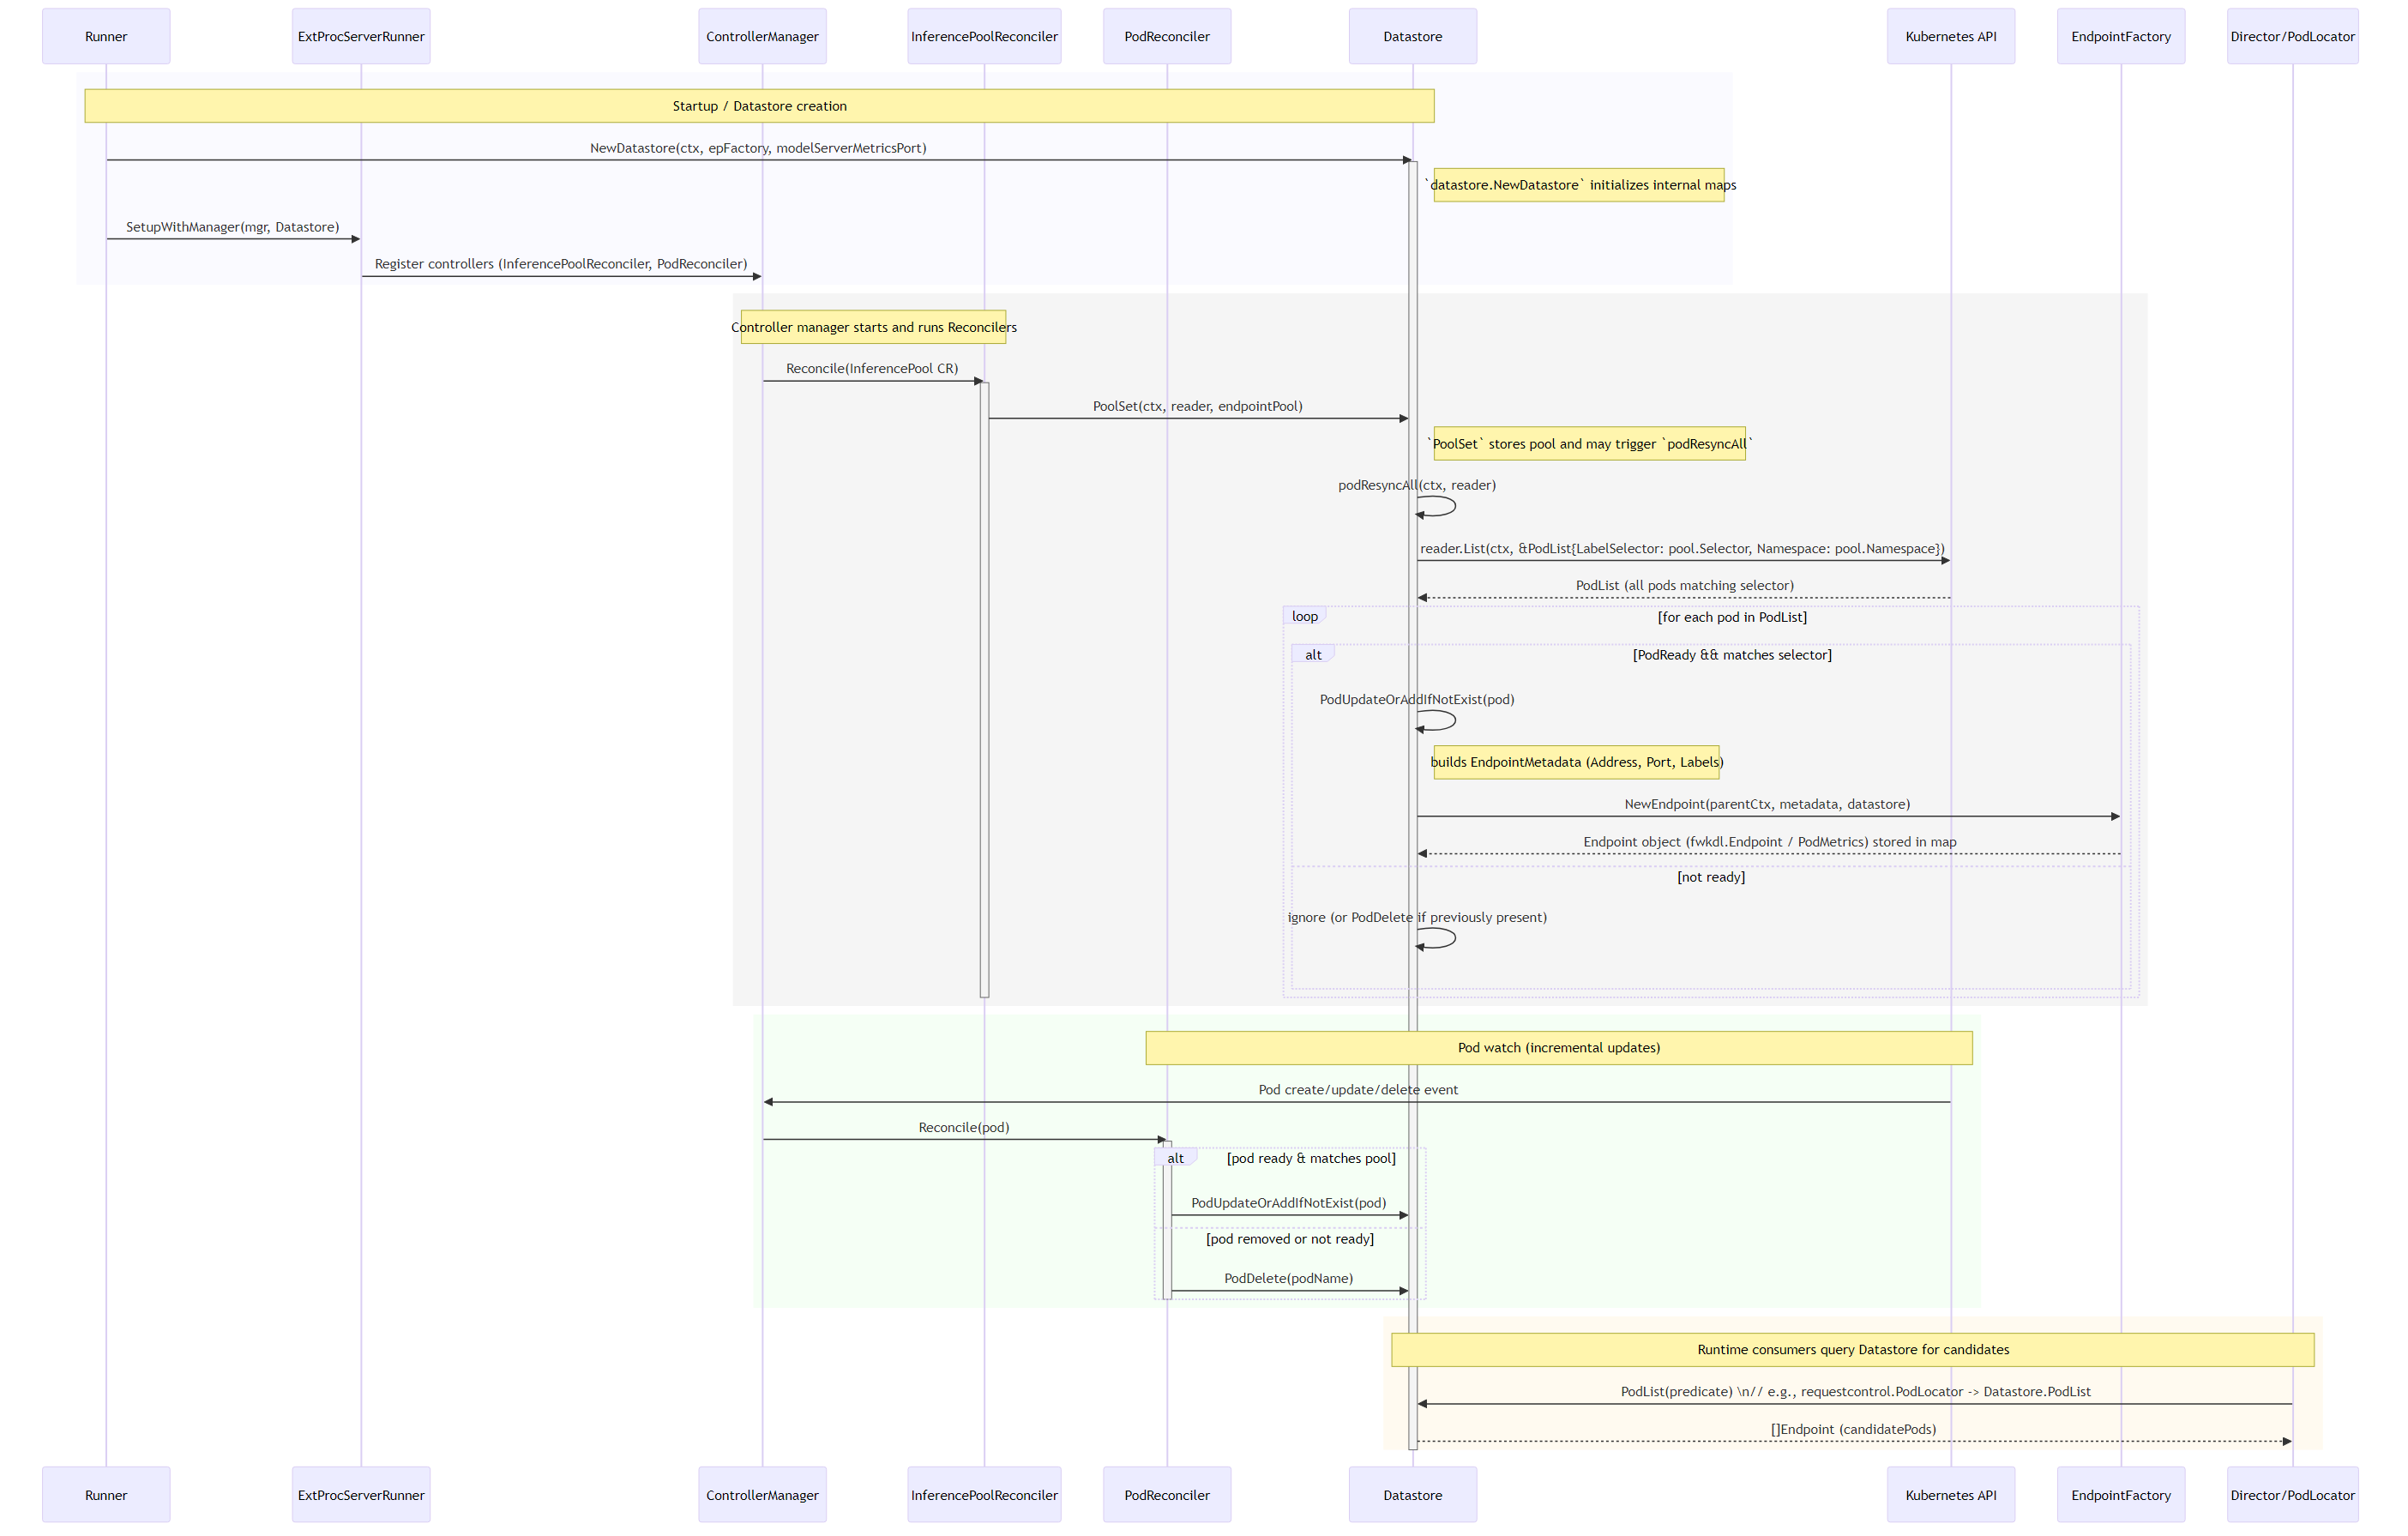 Runner
ExtProcServerRunner
ControllerManager
InferencePoolReconciler
PodReconciler
Datastore
Kubernetes API
EndpointFactory
Director/PodLocator
Startup / Datastore creation
NewDatastore(ctx, epFactory, modelServerMetricsPort)
`datastore.NewDatastore` initializes internal maps
SetupWithManager(mgr, Datastore)
Register controllers (InferencePoolReconciler, PodReconciler)
Controller manager starts and runs Reconcilers
Reconcile(InferencePool CR)
PoolSet(ctx, reader, endpointPool)
`PoolSet` stores pool and may trigger `podResyncAll`
podResyncAll(ctx, reader)
reader.List(ctx, &PodList{LabelSelector: pool.Selector, Namespace: pool.Namespace})
PodList (all pods matching selector)
loop
[for each pod in PodList]
alt
[PodReady && matches selector]
PodUpdateOrAddIfNotExist(pod)
builds EndpointMetadata (Address, Port, Labels)
NewEndpoint(parentCtx, metadata, datastore)
Endpoint object (fwkdl.Endpoint / PodMetrics) stored in map
[not ready]
ignore (or PodDelete if previously present)
Pod watch (incremental updates)
Pod create/update/delete event
Reconcile(pod)
alt
[pod ready & matches pool]
PodUpdateOrAddIfNotExist(pod)
[pod removed or not ready]
PodDelete(podName)
Runtime consumers query Datastore for candidates
PodList(predicate) \n// e.g., requestcontrol.PodLocator -> Datastore.PodList
[]Endpoint (candidatePods)
Runner
ExtProcServerRunner
ControllerManager
InferencePoolReconciler
PodReconciler
Datastore
Kubernetes API
EndpointFactory
Director/PodLocator